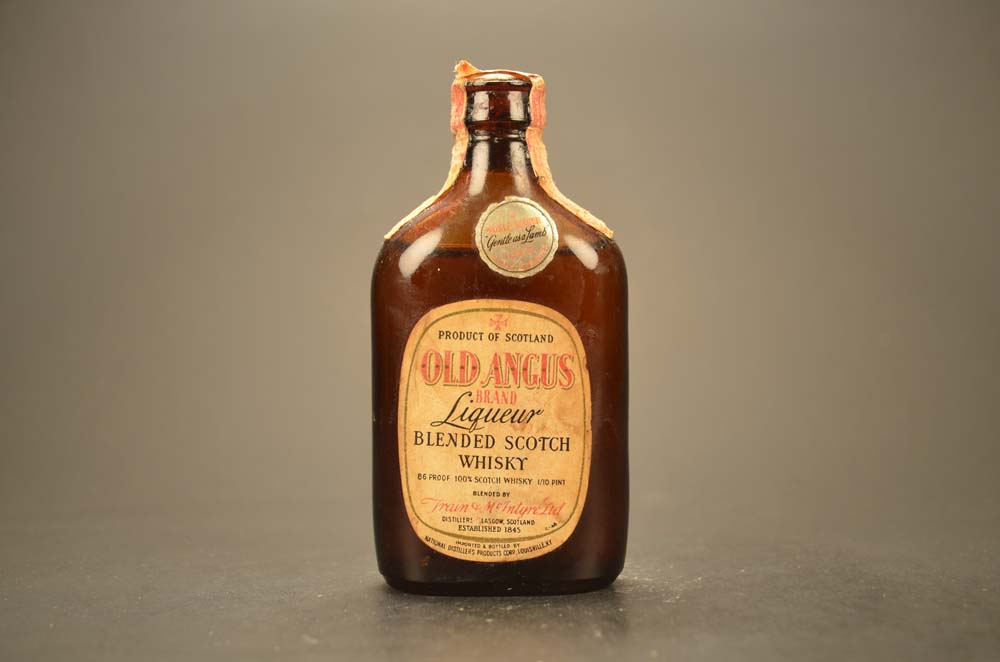 "Gentle as a Lamb"
PRODUCT OF SCOTLAND
OLD ANGUS
BRAND
Liqueur
BLENDED SCOTCH
WHISKY
86 PROOF 100% SCOTCH WHISKY 1/10 PINT
BLENDED BY
Train & McIntyre Ltd
DISTILLERS LASGOW, SCOTLAND
ESTABLISHED 1845
IMPORTED & BOTTLED BY
NATIONAL DISTILLERS PRODUCTS CORP. LOUISVILLE, KY.